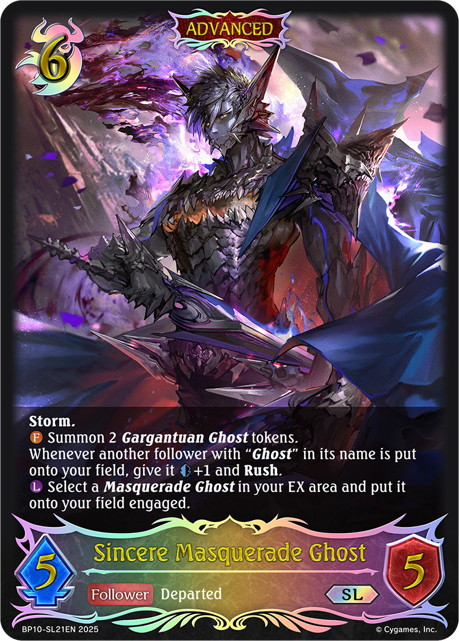 ADVANCED
6
Storm.
F Summon 2 Gargantuan Ghost tokens.
Whenever another follower with “Ghost” in its name is put
onto your field, give it +1 and Rush.
L Select a Masquerade Ghost in your EX area and put it
onto your field engaged.
Sincere Masquerade Ghost
5
5
Follower Departed
SL
BP10-SL21EN 2025
© Cygames, Inc.